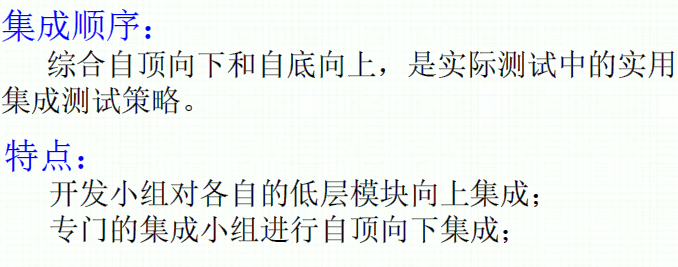 集成顺序：
综合自顶向下和自底向上，是实际测试中的实用
集成测试策略。
特点：
开发小组对各自的低层模块向上集成；
专门的集成小组进行自顶向下集成；